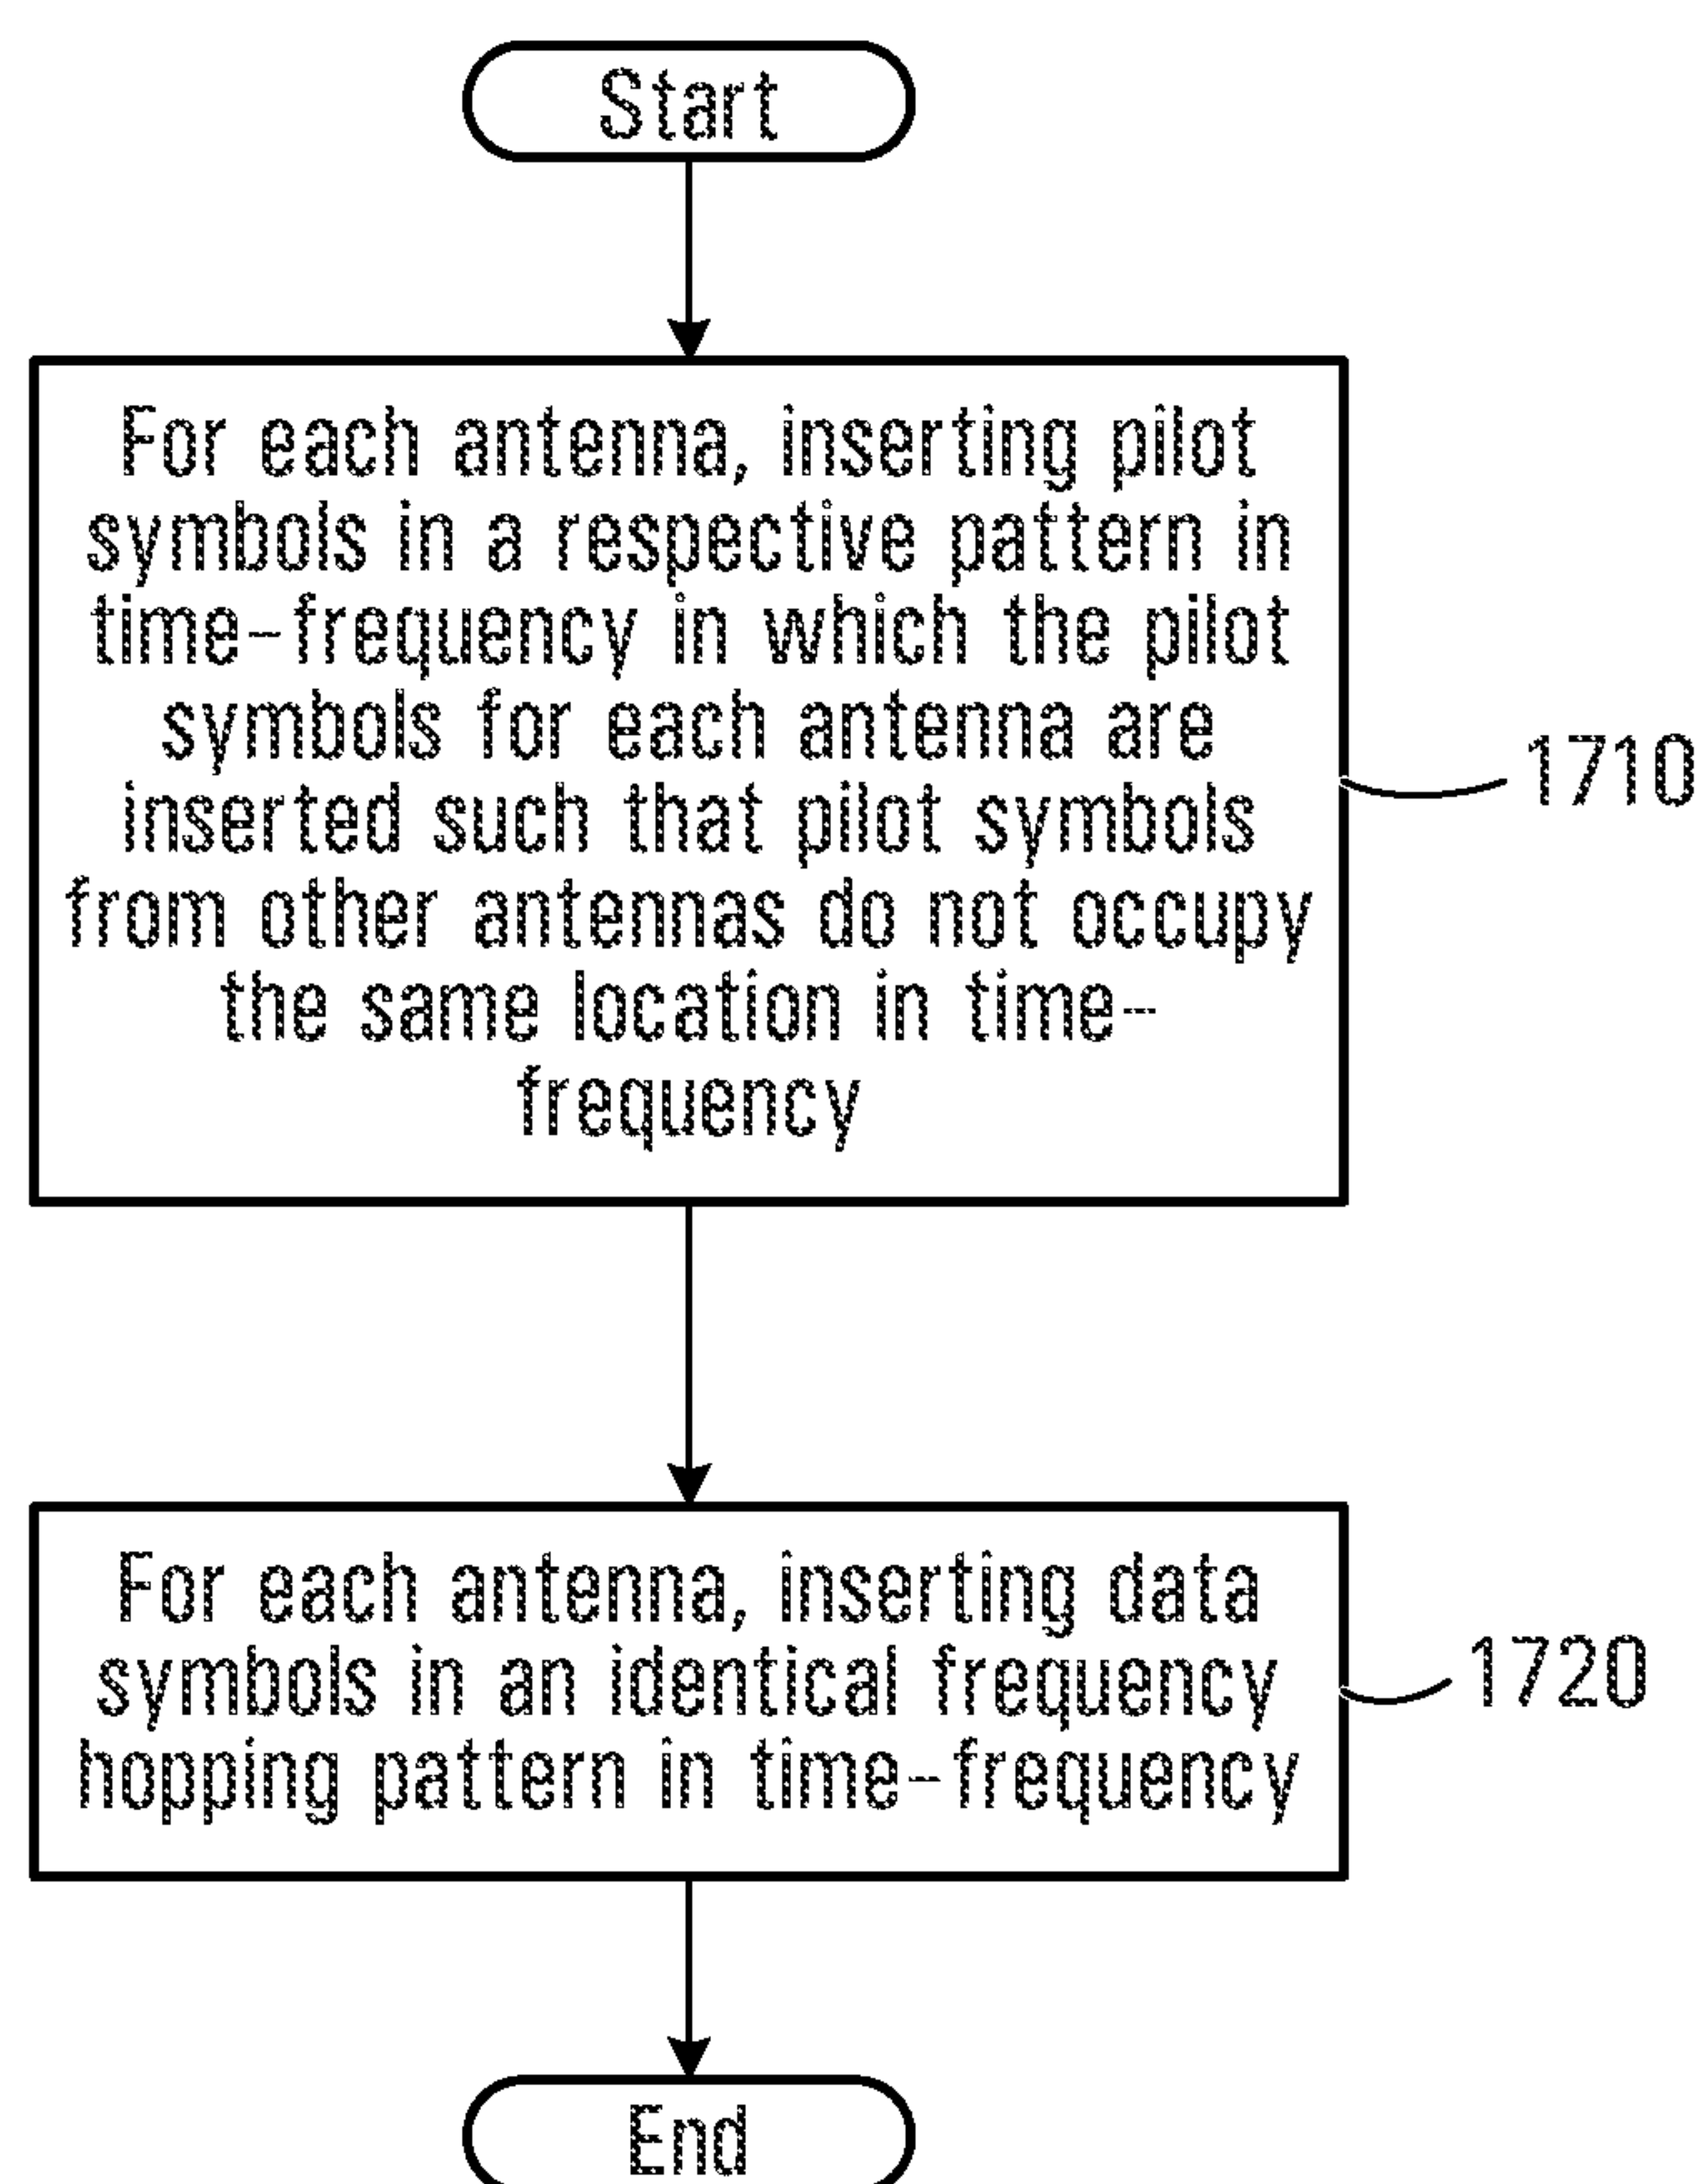 Start
For each antenna, inserting pilot
symbols in a respective pattern in
time-frequency in which the pilot
symbols for each antenna are
inserted such that pilot symbols
from other antennas do not occupy
the same location in time-
frequency
1710
For each antenna, inserting data
symbols in an identical frequency
hopping pattern in time-frequency
1720
End